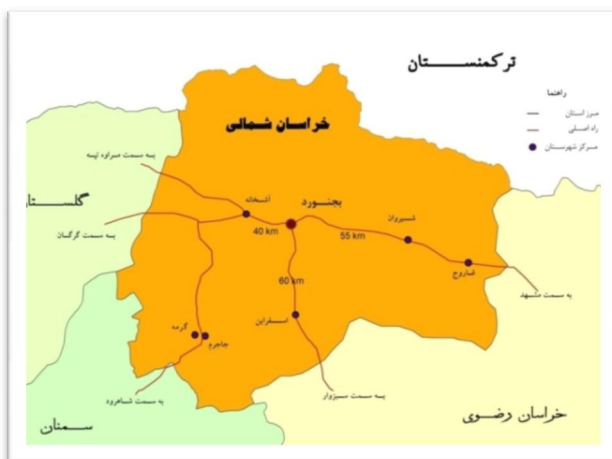 ترکمنستان
راهنما
مرز استان
راه اصلی
مرکز شهرستان
خراسان شمالی
به سمت مراوه تپه
گلستان
آشخانه
بجنورد
به سمت گرگان
40 km
55 km
شیروان
فاروج
60 km
به سمت مشهد
اسفراین
گرمه
جاجرم
به سمت شاهرود
به سمت سبزوار
خراسان رضوی
سمنان